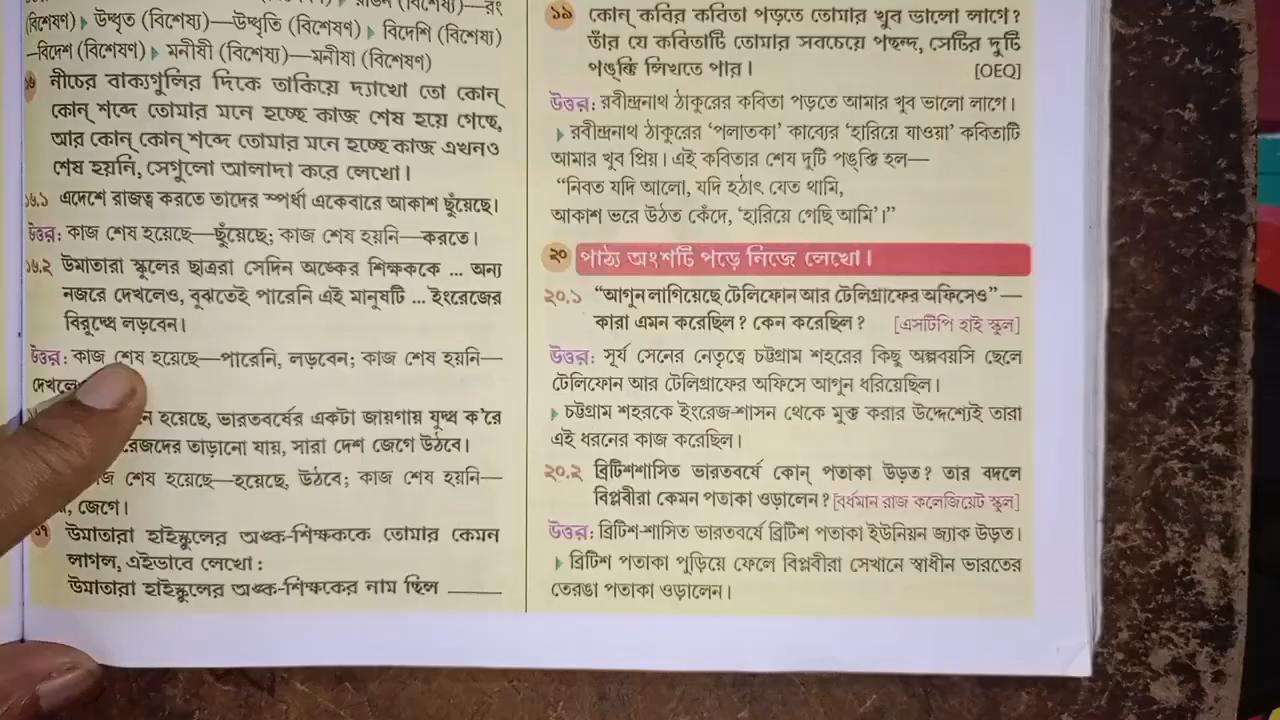 (বিশেষণ) উদ্ধৃত (বিশেষ্য)—উদ্ধৃতি (বিশেষণ) বিদেশি (বিশেষ্য)
–বিদেশ (বিশেষণ) মনীষী (বিশেষ্য)—মনীষা (বিশেষণ)
১৬ নীচের বাক্যগুলির দিকে তাকিয়ে দ্যাখো তো কোন্
কোন্ শব্দে তোমার মনে হচ্ছে কাজ শেষ হয়ে গেছে,
আর কোন্ কোন্ শব্দে তোমার মনে হচ্ছে কাজ এখনও
শেষ হয়নি, সেগুলো আলাদা করে লেখো।
১৬.১ এদেশে রাজত্ব করতে তাদের স্পর্ধা একেবারে আকাশ ছুঁয়েছে।
উত্তর: কাজ শেষ হয়েছে—ছুঁয়েছে; কাজ শেষ হয়নি—করতে।
১৬.২ উমাতারা স্কুলের ছাত্ররা সেদিন অঙ্কের শিক্ষককে ... অন্য
নজরে দেখলেও, বুঝতেই পারেনি এই মানুষটি ... ইংরেজের
বিরুদ্ধে লড়বেন।
উত্তর: কাজ শেষ হয়েছে—পারেনি, লড়বেন; কাজ শেষ হয়নি—
হয়েছে, ভারতবর্ষের একটা জায়গায় যুদ্ধ ক'রে
তাড়ানো যায়, সারা দেশ জেগে উঠবে।
শেষ হয়েছে—হয়েছে, উঠবে; কাজ শেষ হয়নি—
জেগে।
১৭ উমাতারা হাইস্কুলের অঙ্ক-শিক্ষককে তোমার কেমন
লাগল, এইভাবে লেখো :
উমাতারা হাইস্কুলের অঙ্ক-শিক্ষকের নাম ছিল ______
১৯ কোন্ কবির কবিতা পড়তে তোমার খুব ভালো লাগে?
তাঁর যে কবিতাটি তোমার সবচেয়ে পছন্দ, সেটির দুটি
পঙ্‌ক্তি লিখতে পার। [OEQ]
উত্তর: রবীন্দ্রনাথ ঠাকুরের কবিতা পড়তে আমার খুব ভালো লাগে।
রবীন্দ্রনাথ ঠাকুরের ‘পলাতকা’ কাব্যের ‘হারিয়ে যাওয়া’ কবিতাটি
আমার খুব প্রিয়। এই কবিতার শেষ দুটি পঙ্‌ক্তি হল—
“নিবত যদি আলো, যদি হঠাৎ যেত থামি,
আকাশ ভরে উঠত কেঁদে, ‘হারিয়ে গেছি আমি’।”
২০ পাঠ্য অংশটি পড়ে নিজে লেখো।
২০.১ “আগুন লাগিয়েছে টেলিফোন আর টেলিগ্রাফের অফিসেও”—
কারা এমন করেছিল? কেন করেছিল? [এসটিপি হাই স্কুল]
উত্তর: সূর্য সেনের নেতৃত্বে চট্টগ্রাম শহরের কিছু অল্পবয়সি ছেলে
টেলিফোন আর টেলিগ্রাফের অফিসে আগুন ধরিয়েছিল।
চট্টগ্রাম শহরকে ইংরেজ-শাসন থেকে মুক্ত করার উদ্দেশ্যেই তারা
এই ধরনের কাজ করেছিল।
২০.২ ব্রিটিশশাসিত ভারতবর্ষে কোন্ পতাকা উড়ত? তার বদলে
বিপ্লবীরা কেমন পতাকা ওড়ালেন? [বর্ধমান রাজ কলেজিয়েট স্কুল]
উত্তর: ব্রিটিশ-শাসিত ভারতবর্ষে ব্রিটিশ পতাকা ইউনিয়ন জ্যাক উড়ত।
ব্রিটিশ পতাকা পুড়িয়ে ফেলে বিপ্লবীরা সেখানে স্বাধীন ভারতের
তেরঙা পতাকা ওড়ালেন।